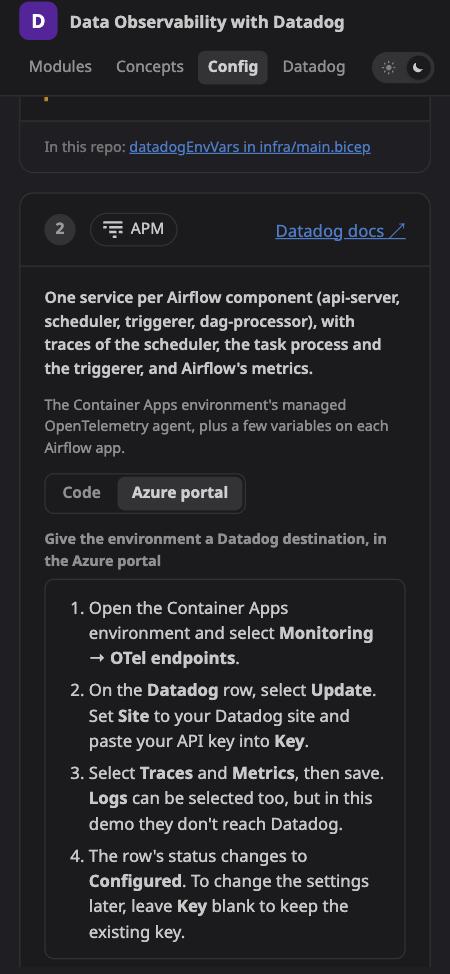 D Data Observability with Datadog
Modules Concepts Config Datadog
In this repo: datadogEnvVars in infra/main.bicep
2 APM Datadog docs ↗
One service per Airflow component (api-server,
scheduler, triggerer, dag-processor), with
traces of the scheduler, the task process and
the triggerer, and Airflow's metrics.
The Container Apps environment's managed
OpenTelemetry agent, plus a few variables on each
Airflow app.
Code Azure portal
Give the environment a Datadog destination, in
the Azure portal
1. Open the Container Apps
environment and select Monitoring
→ OTel endpoints.
2. On the Datadog row, select Update.
Set Site to your Datadog site and
paste your API key into Key.
3. Select Traces and Metrics, then save.
Logs can be selected too, but in this
demo they don't reach Datadog.
4. The row's status changes to
Configured. To change the settings
later, leave Key blank to keep the
existing key.